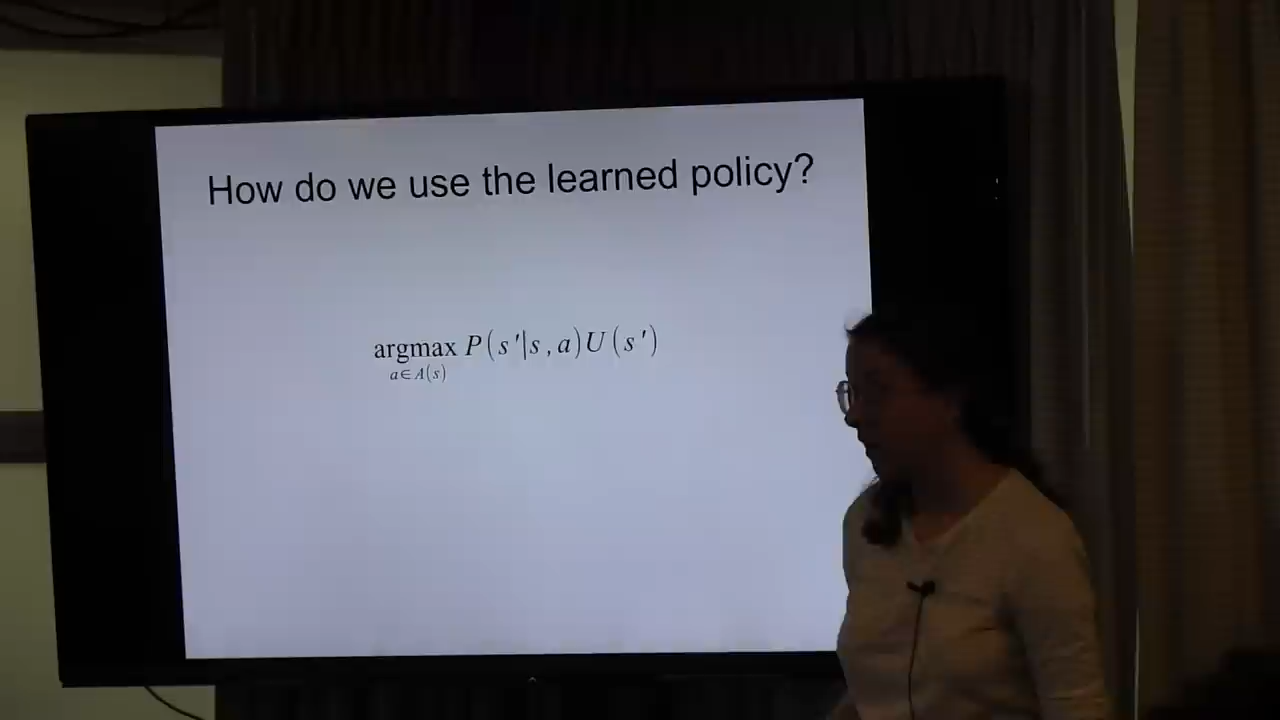 How do we use the learned policy?
argmax P(s'|s,a)U(s')
a∈A(s)